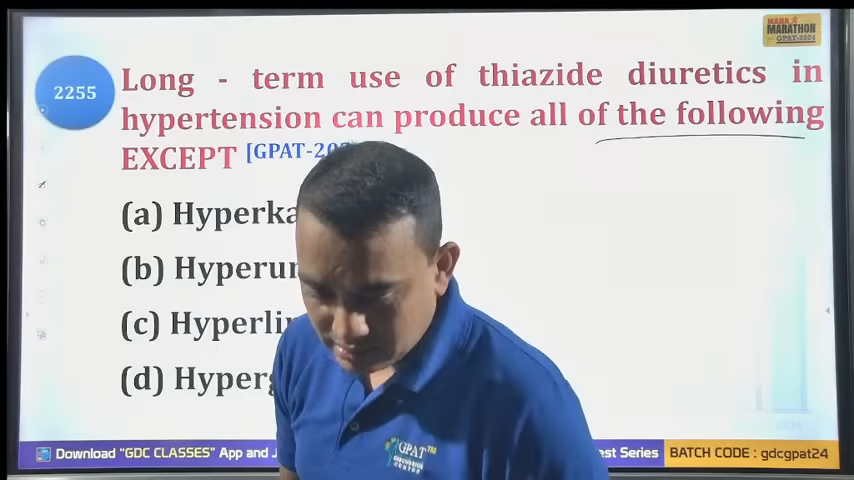 MAHA
MARATHON
GPAT-2024
2255
Long - term use of thiazide diuretics in
hypertension can produce all of the following
EXCEPT [GPAT-20
(a) Hyperka
(b) Hyperur
(c) Hyperli
(d) Hyperg
GPAT™
DISCUSSION
CENTER
Download "GDC CLASSES" App and J
est Series
BATCH CODE : gdcgpat24